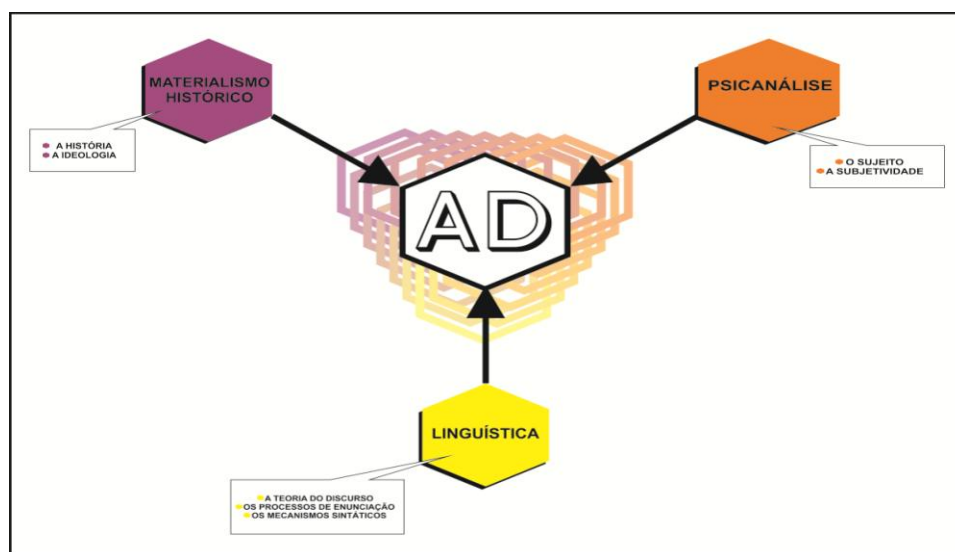 MATERIALISMO
HISTÓRICO
A HISTÓRIA
A IDEOLOGIA
PSICANÁLISE
O SUJEITO
A SUBJETIVIDADE
AD
LINGUÍSTICA
A TEORIA DO DISCURSO
OS PROCESSOS DE ENUNCIAÇÃO
OS MECANISMOS SINTÁTICOS